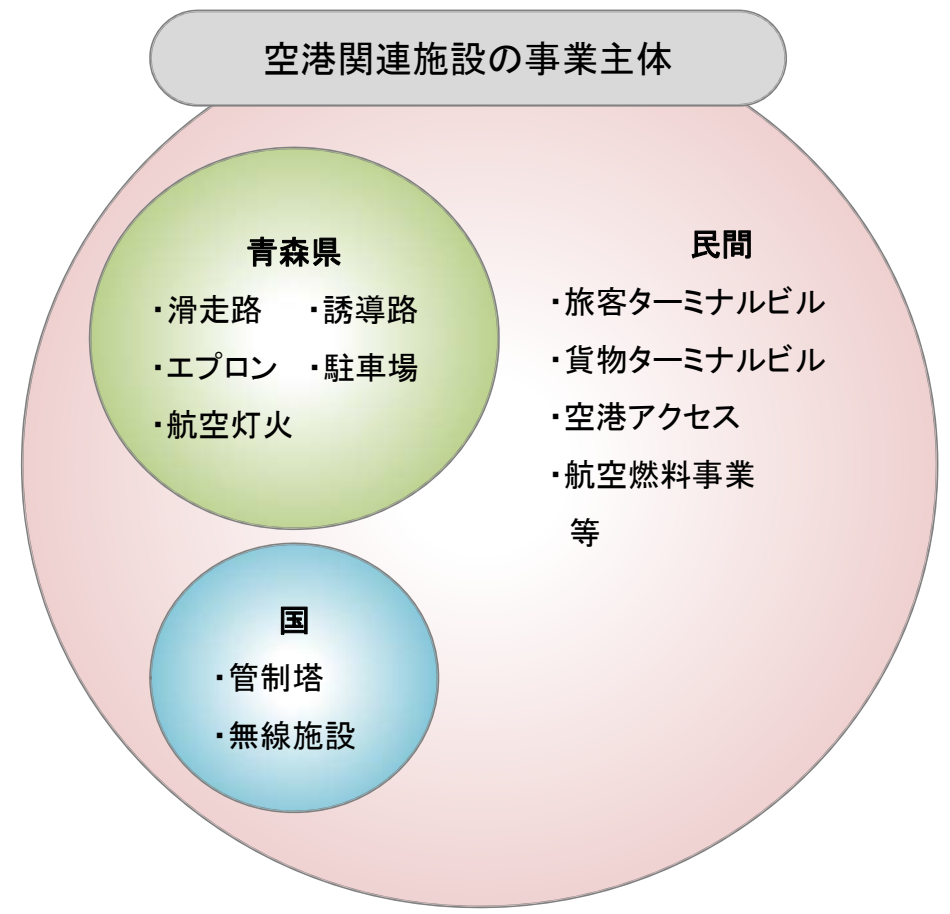 空港関連施設の事業主体
青森県
・滑走路　・誘導路
・エプロン　・駐車場
・航空灯火
民間
・旅客ターミナルビル
・貨物ターミナルビル
・空港アクセス
・航空燃料事業
等
国
・管制塔
・無線施設